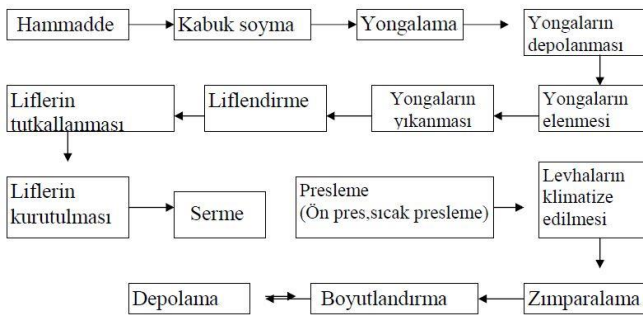 Hammadde
Kabuk soyma
Yongalama
Yongaların
depolanması
Yongaların
elenmesi
Yongaların
yıkanması
Liflendirme
Liflerin
tutkallanması
Liflerin
kurutulması
Serme
Presleme
(Ön pres,sıcak presleme)
Levhaların
klimatize
edilmesi
Zımparalama
Boyutlandırma
Depolama